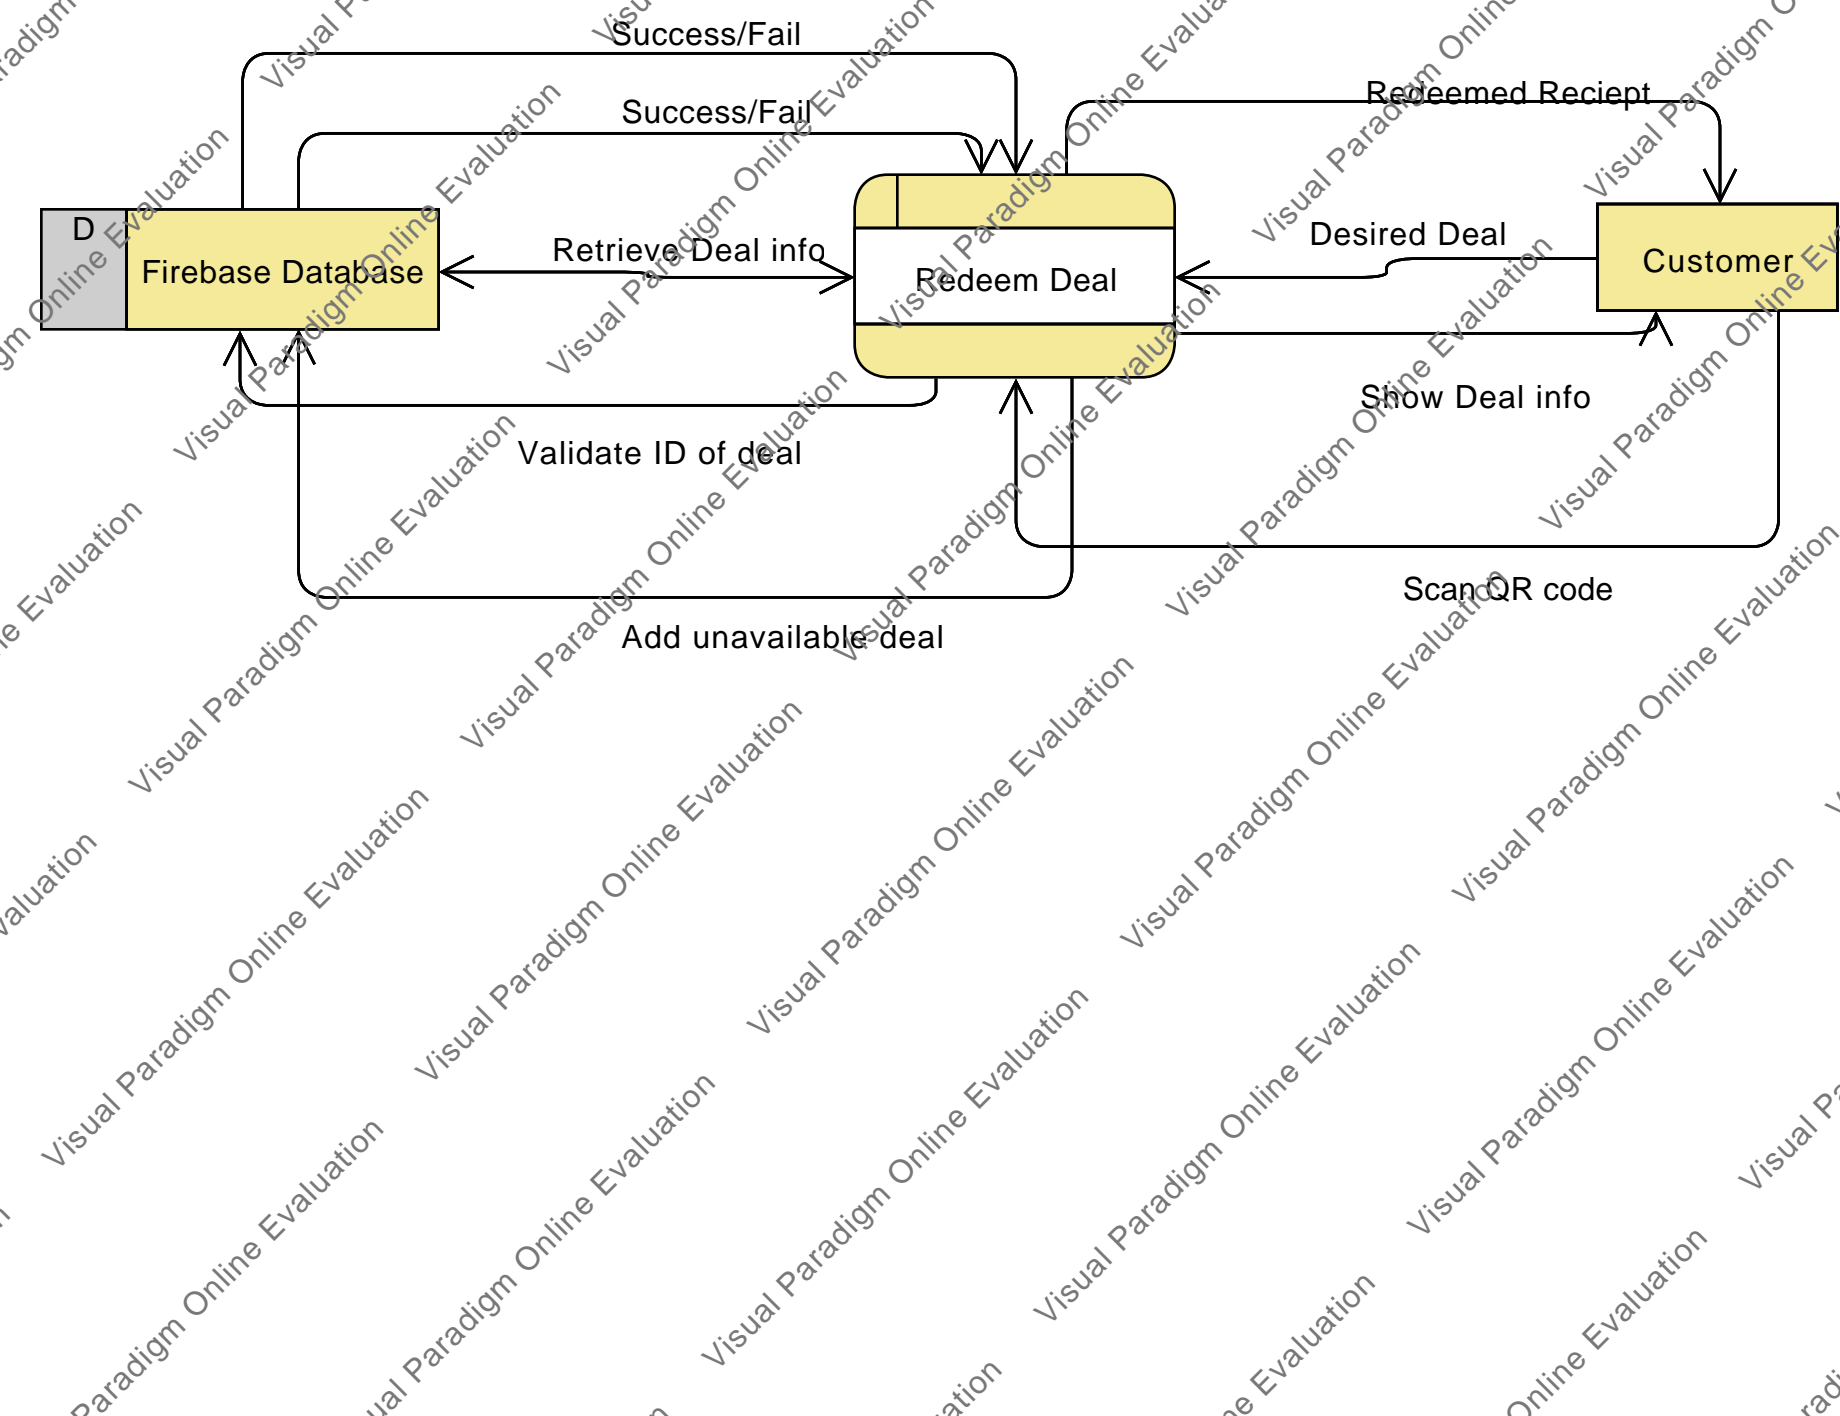 Success/Fail
Redeemed Reciept
Success/Fail
D
Firebase Database
Retrieve Deal info
Redeem Deal
Desired Deal
Customer
Show Deal info
Validate ID of deal
Scan QR code
Add unavailable deal
Visual Paradigm Online Evaluation